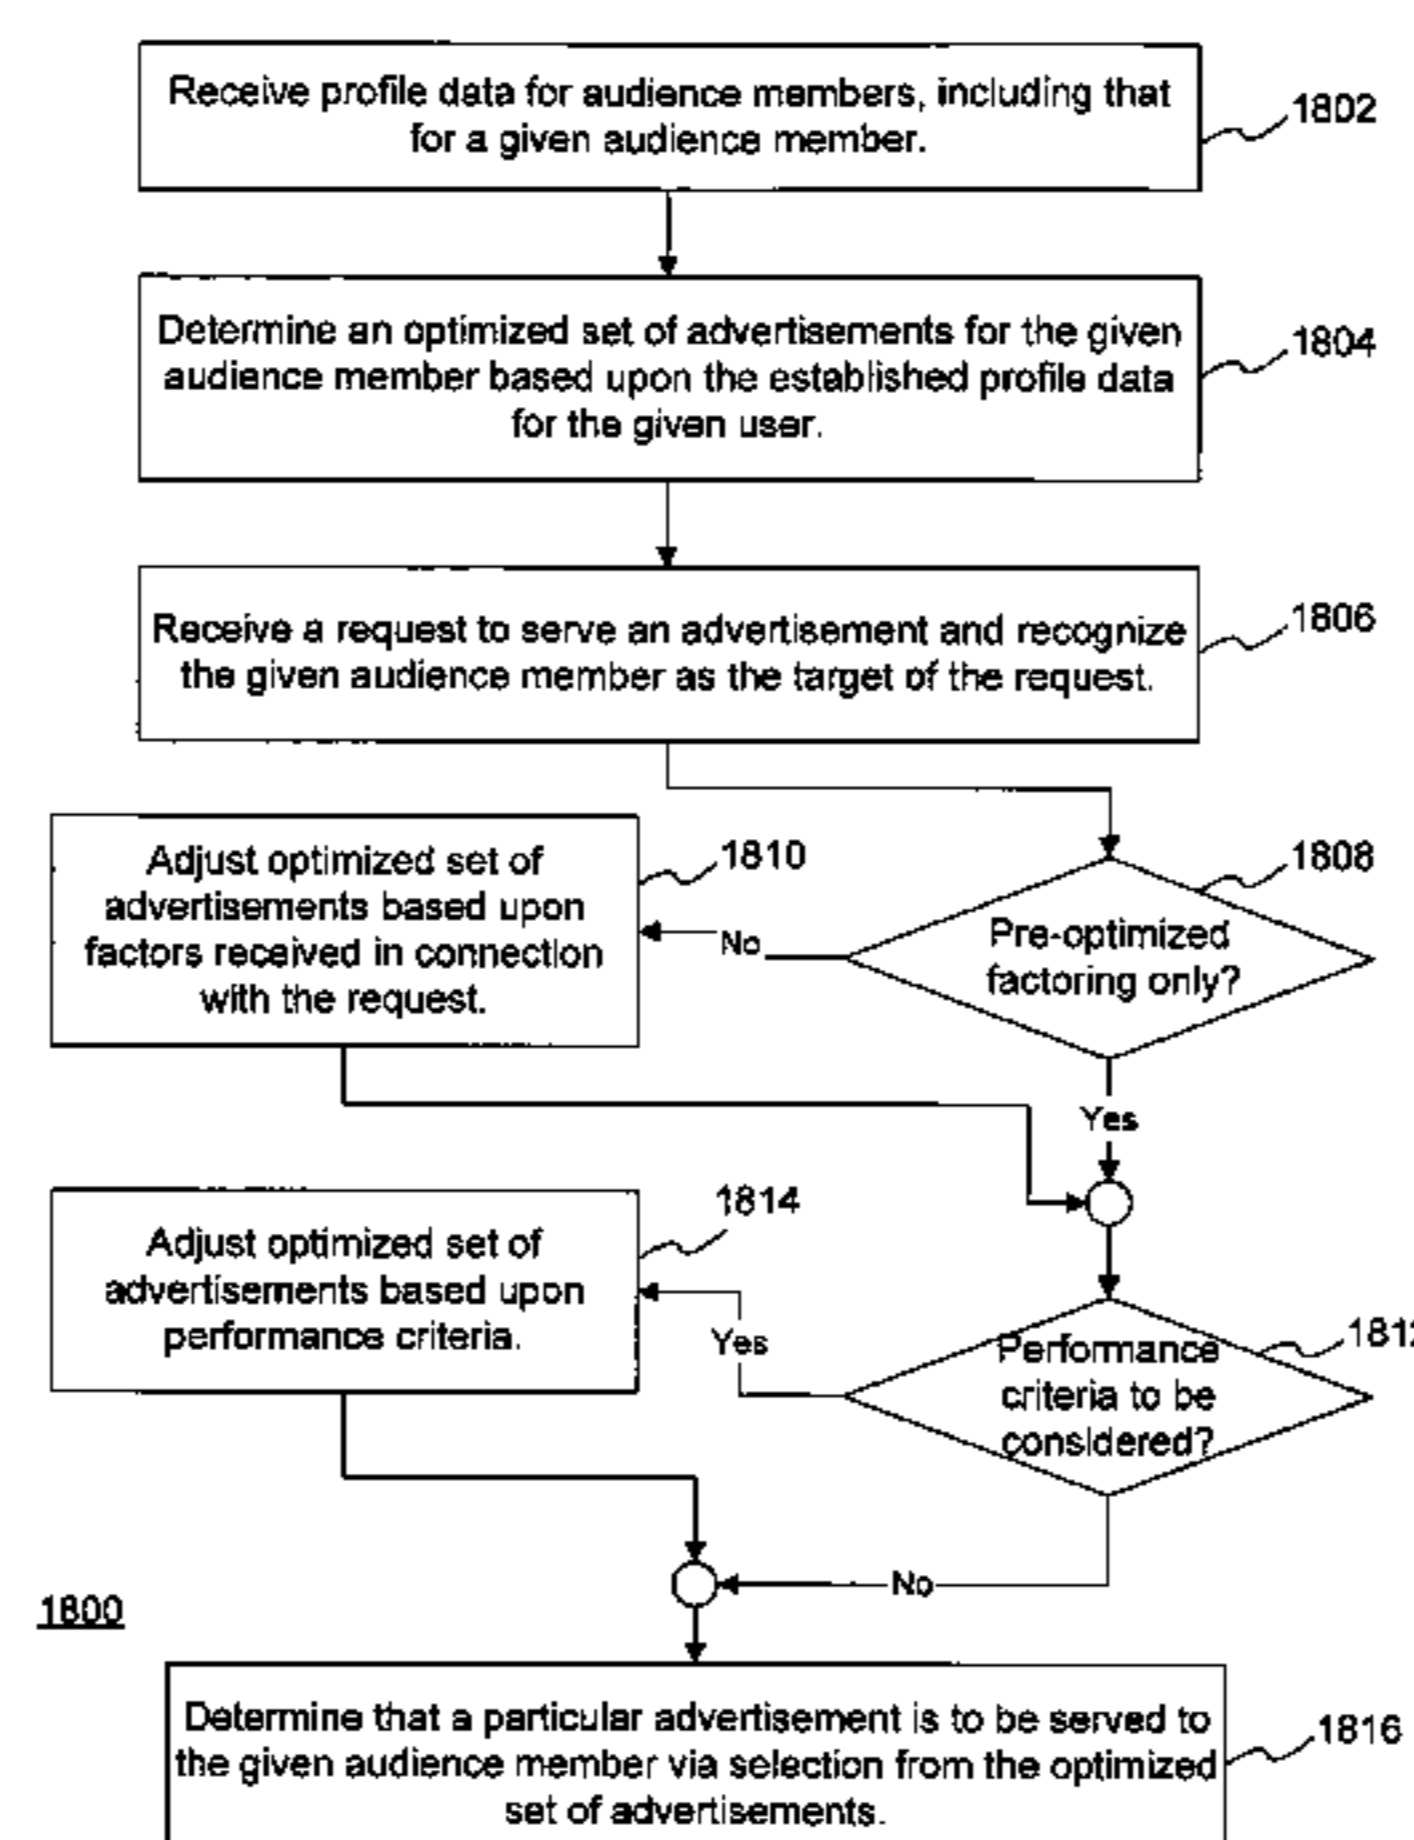 Receive profile data for audience members, including that
for a given audience member.
1802
Determine an optimized set of advertisements for the given
audience member based upon the established profile data
for the given user.
1804
Receive a request to serve an advertisement and recognize
the given audience member as the target of the request.
1806
Adjust optimized set of
advertisements based upon
factors received in connection
with the request.
1810
No
Pre-optimized
factoring only?
1808
Yes
Adjust optimized set of
advertisements based upon
performance criteria.
1814
Yes
Performance
criteria to be
considered?
No
1800
Determine that a particular advertisement is to be served to
the given audience member via selection from the optimized
set of advertisements.
1816